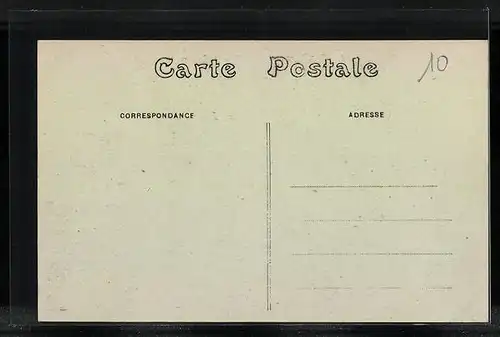 Carte Postale
10
CORRESPONDANCE
ADRESSE